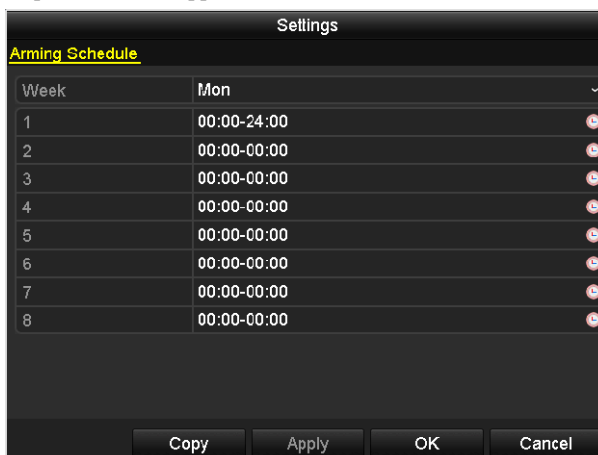 Settings
Arming Schedule
Week Mon
1 00:00-24:00
2 00:00-00:00
3 00:00-00:00
4 00:00-00:00
5 00:00-00:00
6 00:00-00:00
7 00:00-00:00
8 00:00-00:00
Copy Apply OK Cancel